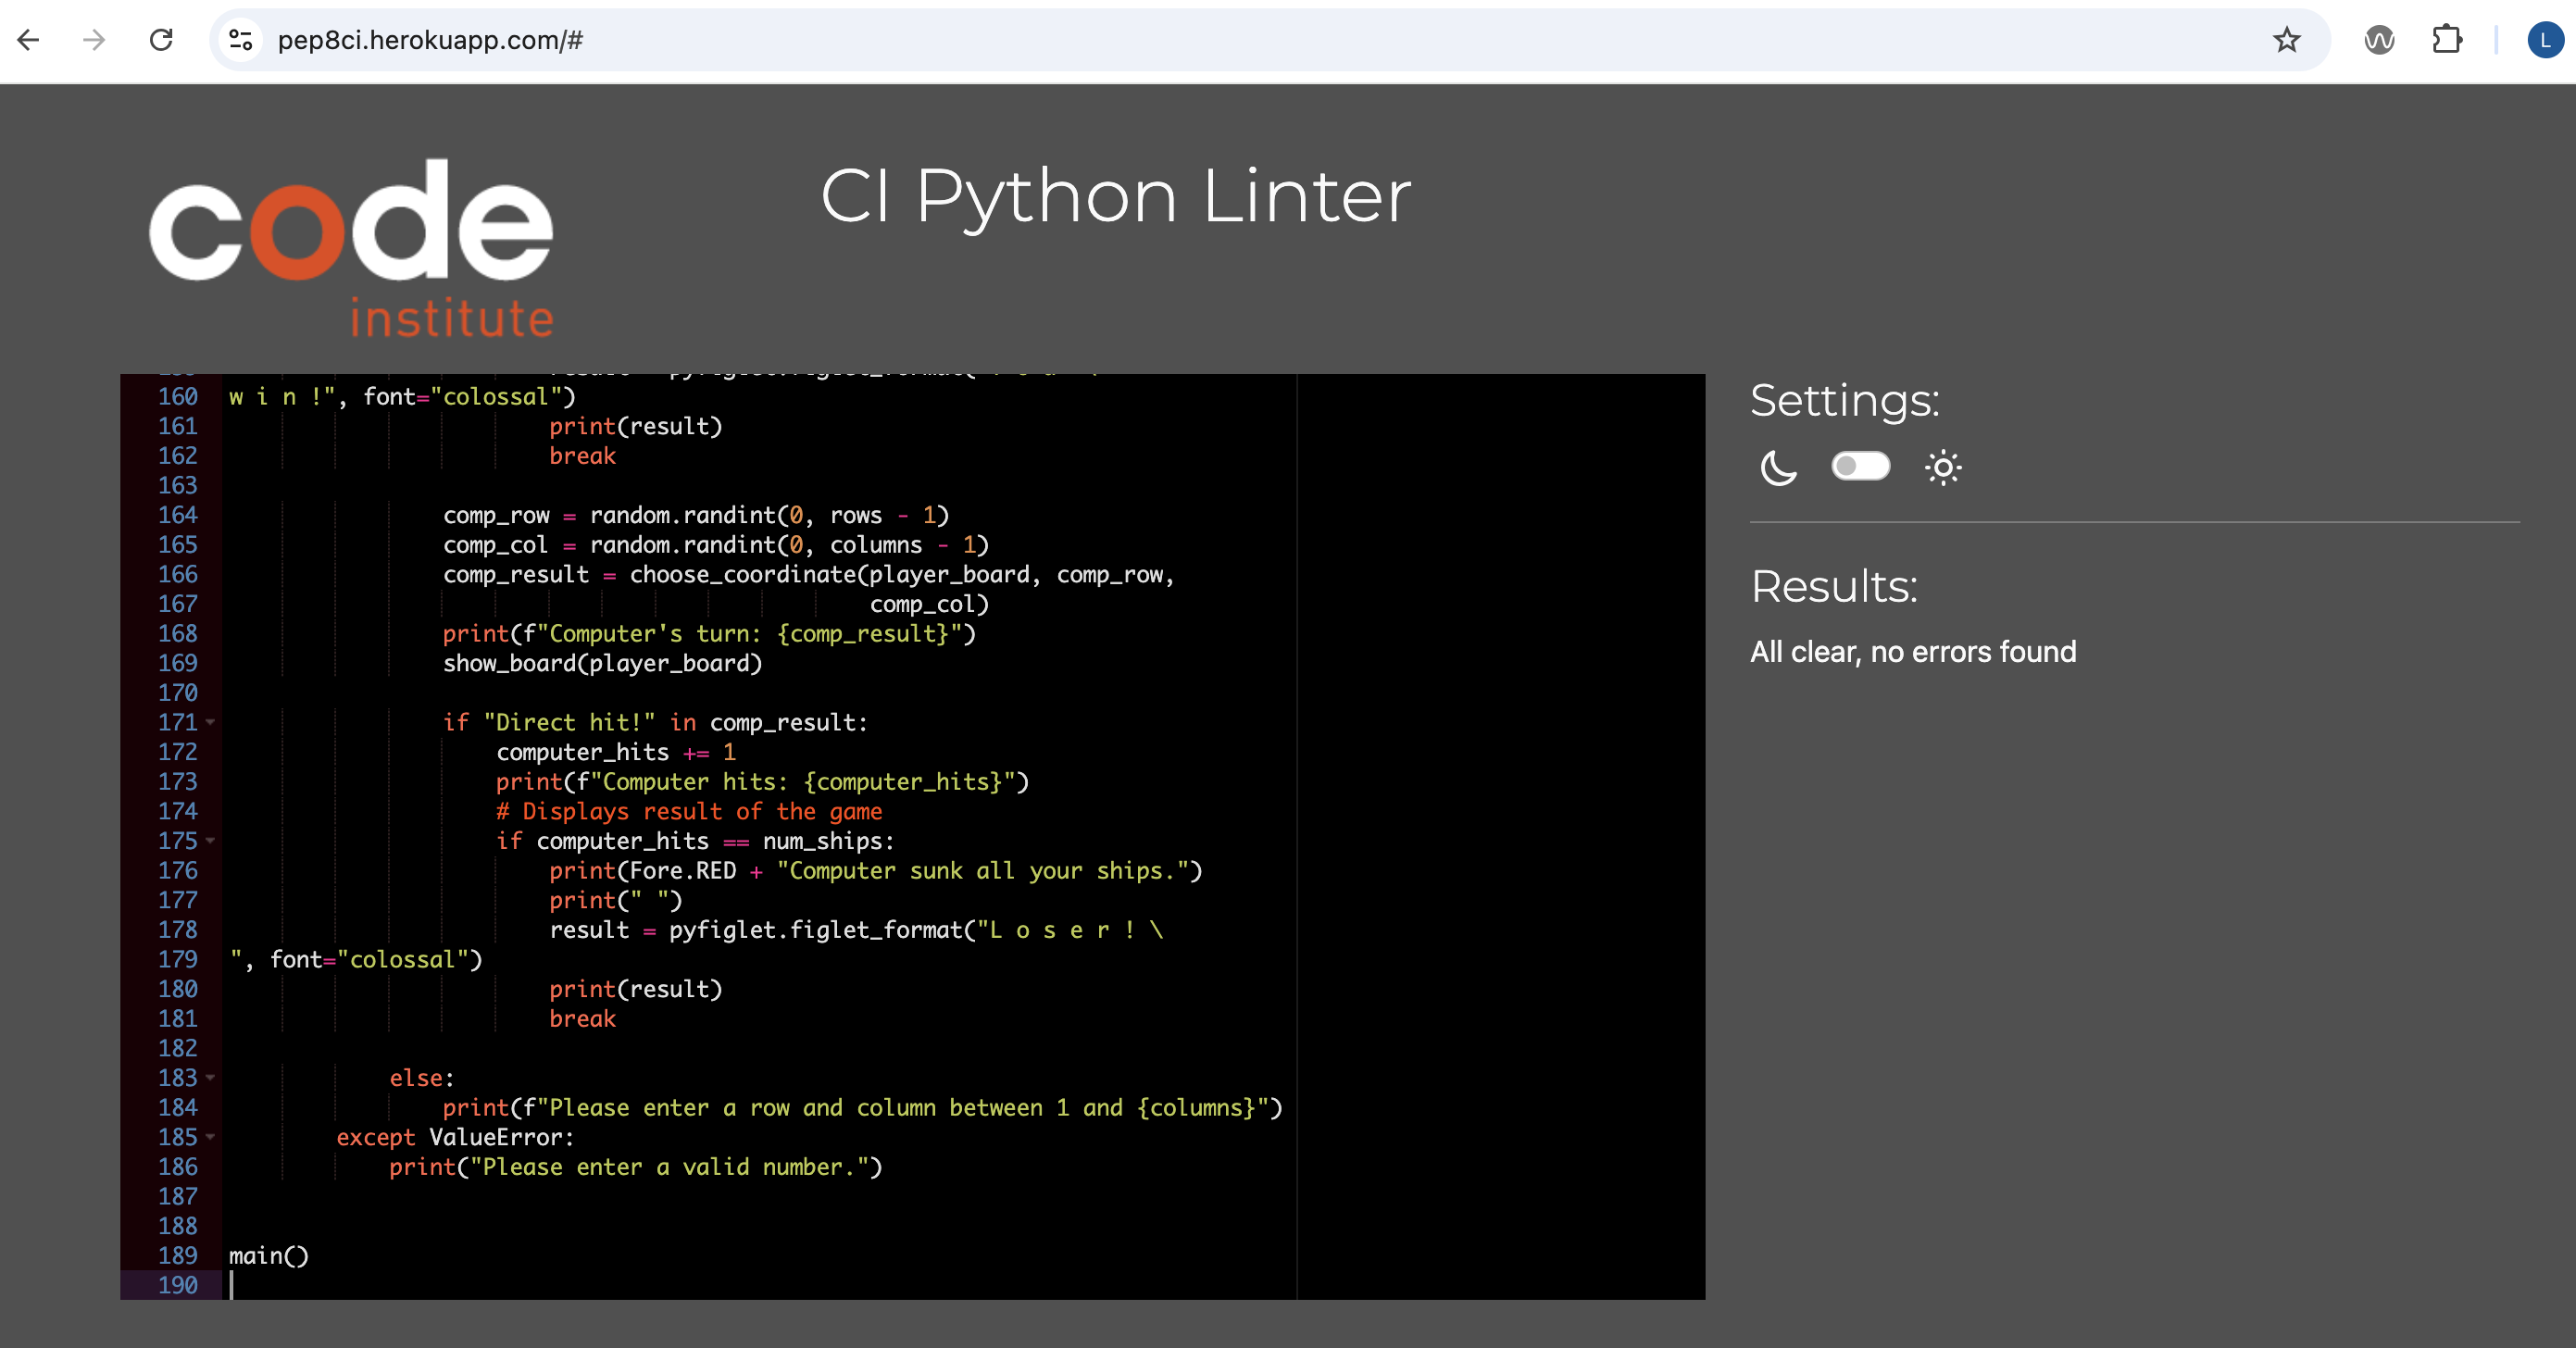 pep8ci.herokuapp.com/#
L
code
institute
CI Python Linter
160 w i n !", font="colossal")
161 print(result)
162 break
163
164 comp_row = random.randint(0, rows - 1)
165 comp_col = random.randint(0, columns - 1)
166 comp_result = choose_coordinate(player_board, comp_row,
167 comp_col)
168 print(f"Computer's turn: {comp_result}")
169 show_board(player_board)
170
171 if "Direct hit!" in comp_result:
172 computer_hits += 1
173 print(f"Computer hits: {computer_hits}")
174 # Displays result of the game
175 if computer_hits == num_ships:
176 print(Fore.RED + "Computer sunk all your ships.")
177 print(" ")
178 result = pyfiglet.figlet_format("L o s e r ! \
179 ", font="colossal")
180 print(result)
181 break
182
183 else:
184 print(f"Please enter a row and column between 1 and {columns}")
185 except ValueError:
186 print("Please enter a valid number.")
187
188
189 main()
190
Settings:
Results:
All clear, no errors found